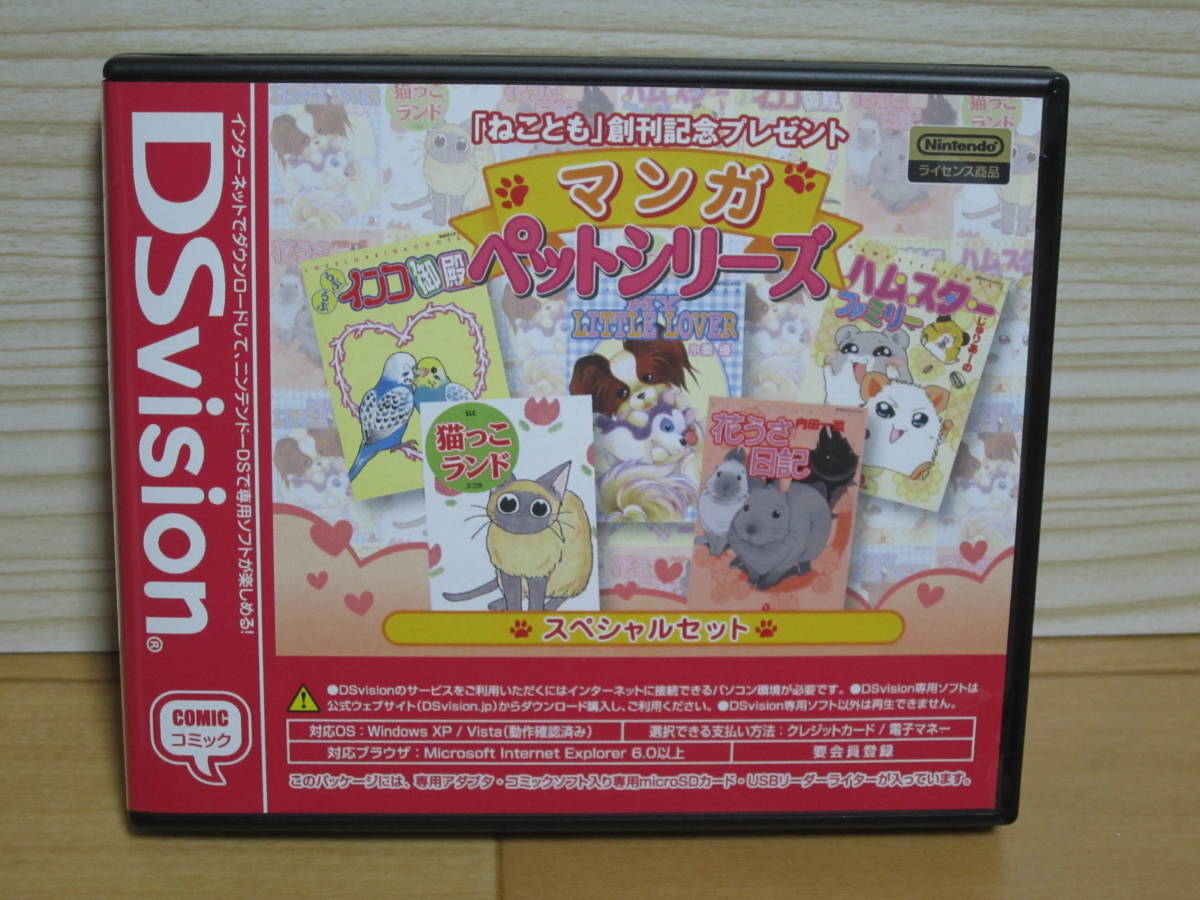 DSvision®
インターネットでダウンロードして、ニンテンドーDSで専用ソフトが楽しめる!
COMIC
コミック
「ねことも」創刊記念プレゼント
マンガ
ペットシリーズ
Nintendo
ライセンス商品
インコ御殿
MY
LITTLE LOVER
ハム・スター
ファミリー
SLC
猫っこ
ランド
花うさ
日記
スペシャルセット
●DSvisionのサービスをご利用いただくにはインターネットに接続できるパソコン環境が必要です。●DSvision専用ソフトは
公式ウェブサイト(DSvision.jp)からダウンロード購入し、ご利用ください。●DSvision専用ソフト以外は再生できません。
対応OS:Windows XP / Vista(動作確認済み)
選択できる支払い方法:クレジットカード / 電子マネー
対応ブラウザ:Microsoft Internet Explorer 6.0以上
要会員登録
このパッケージには、専用アダプタ・コミックソフト入り専用microSDカード・USBリーダーライターが入っています。